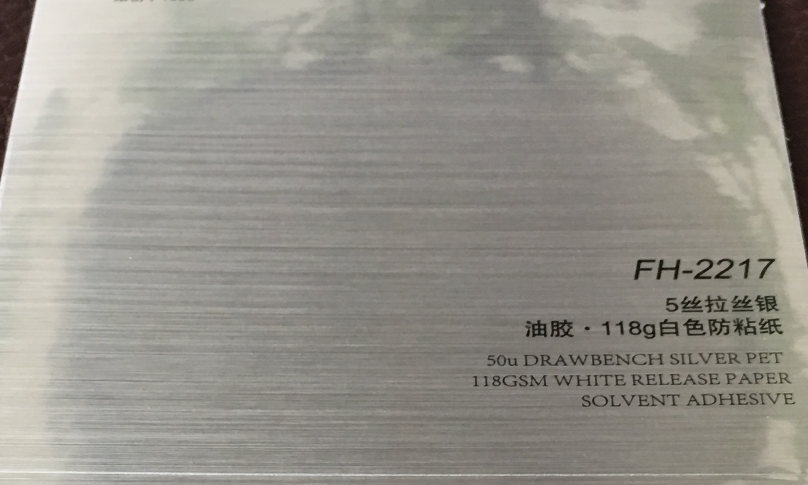 FH-2217
5丝拉丝银
油胶·118g白色防粘纸
50u DRAWBENCH SILVER PET
118GSM WHITE RELEASE PAPER
SOLVENT ADHESIVE